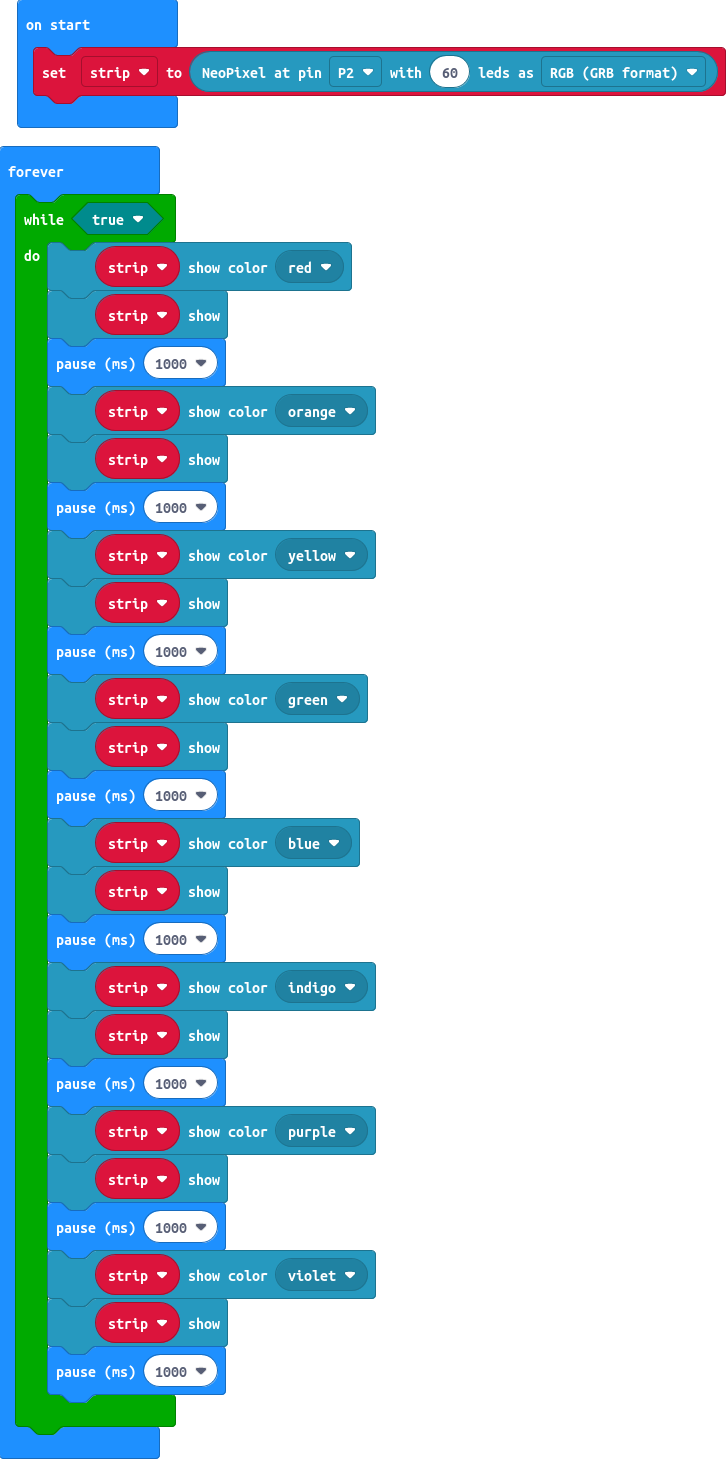 on start
set strip to NeoPixel at pin P2 with 60 leds as RGB (GRB format)
forever
while true
do strip show color red
strip show
pause (ms) 1000
strip show color orange
strip show
pause (ms) 1000
strip show color yellow
strip show
pause (ms) 1000
strip show color green
strip show
pause (ms) 1000
strip show color blue
strip show
pause (ms) 1000
strip show color indigo
strip show
pause (ms) 1000
strip show color purple
strip show
pause (ms) 1000
strip show color violet
strip show
pause (ms) 1000